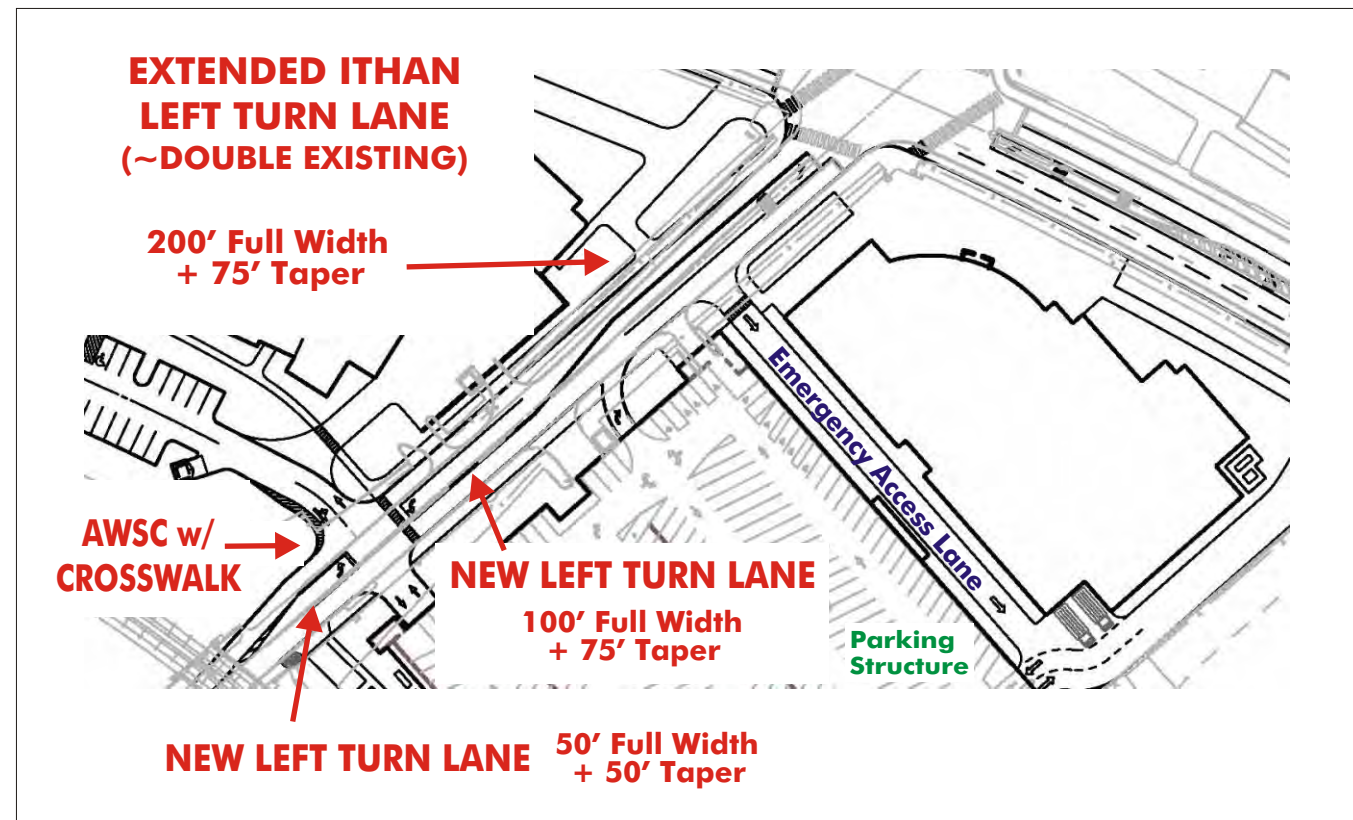 EXTENDED ITHAN
LEFT TURN LANE
(~DOUBLE EXISTING)
200' Full Width
+ 75' Taper
Emergency Access Lane
AWSC w/
CROSSWALK
NEW LEFT TURN LANE
100' Full Width
+ 75' Taper
Parking
Structure
NEW LEFT TURN LANE
50' Full Width
+ 50' Taper